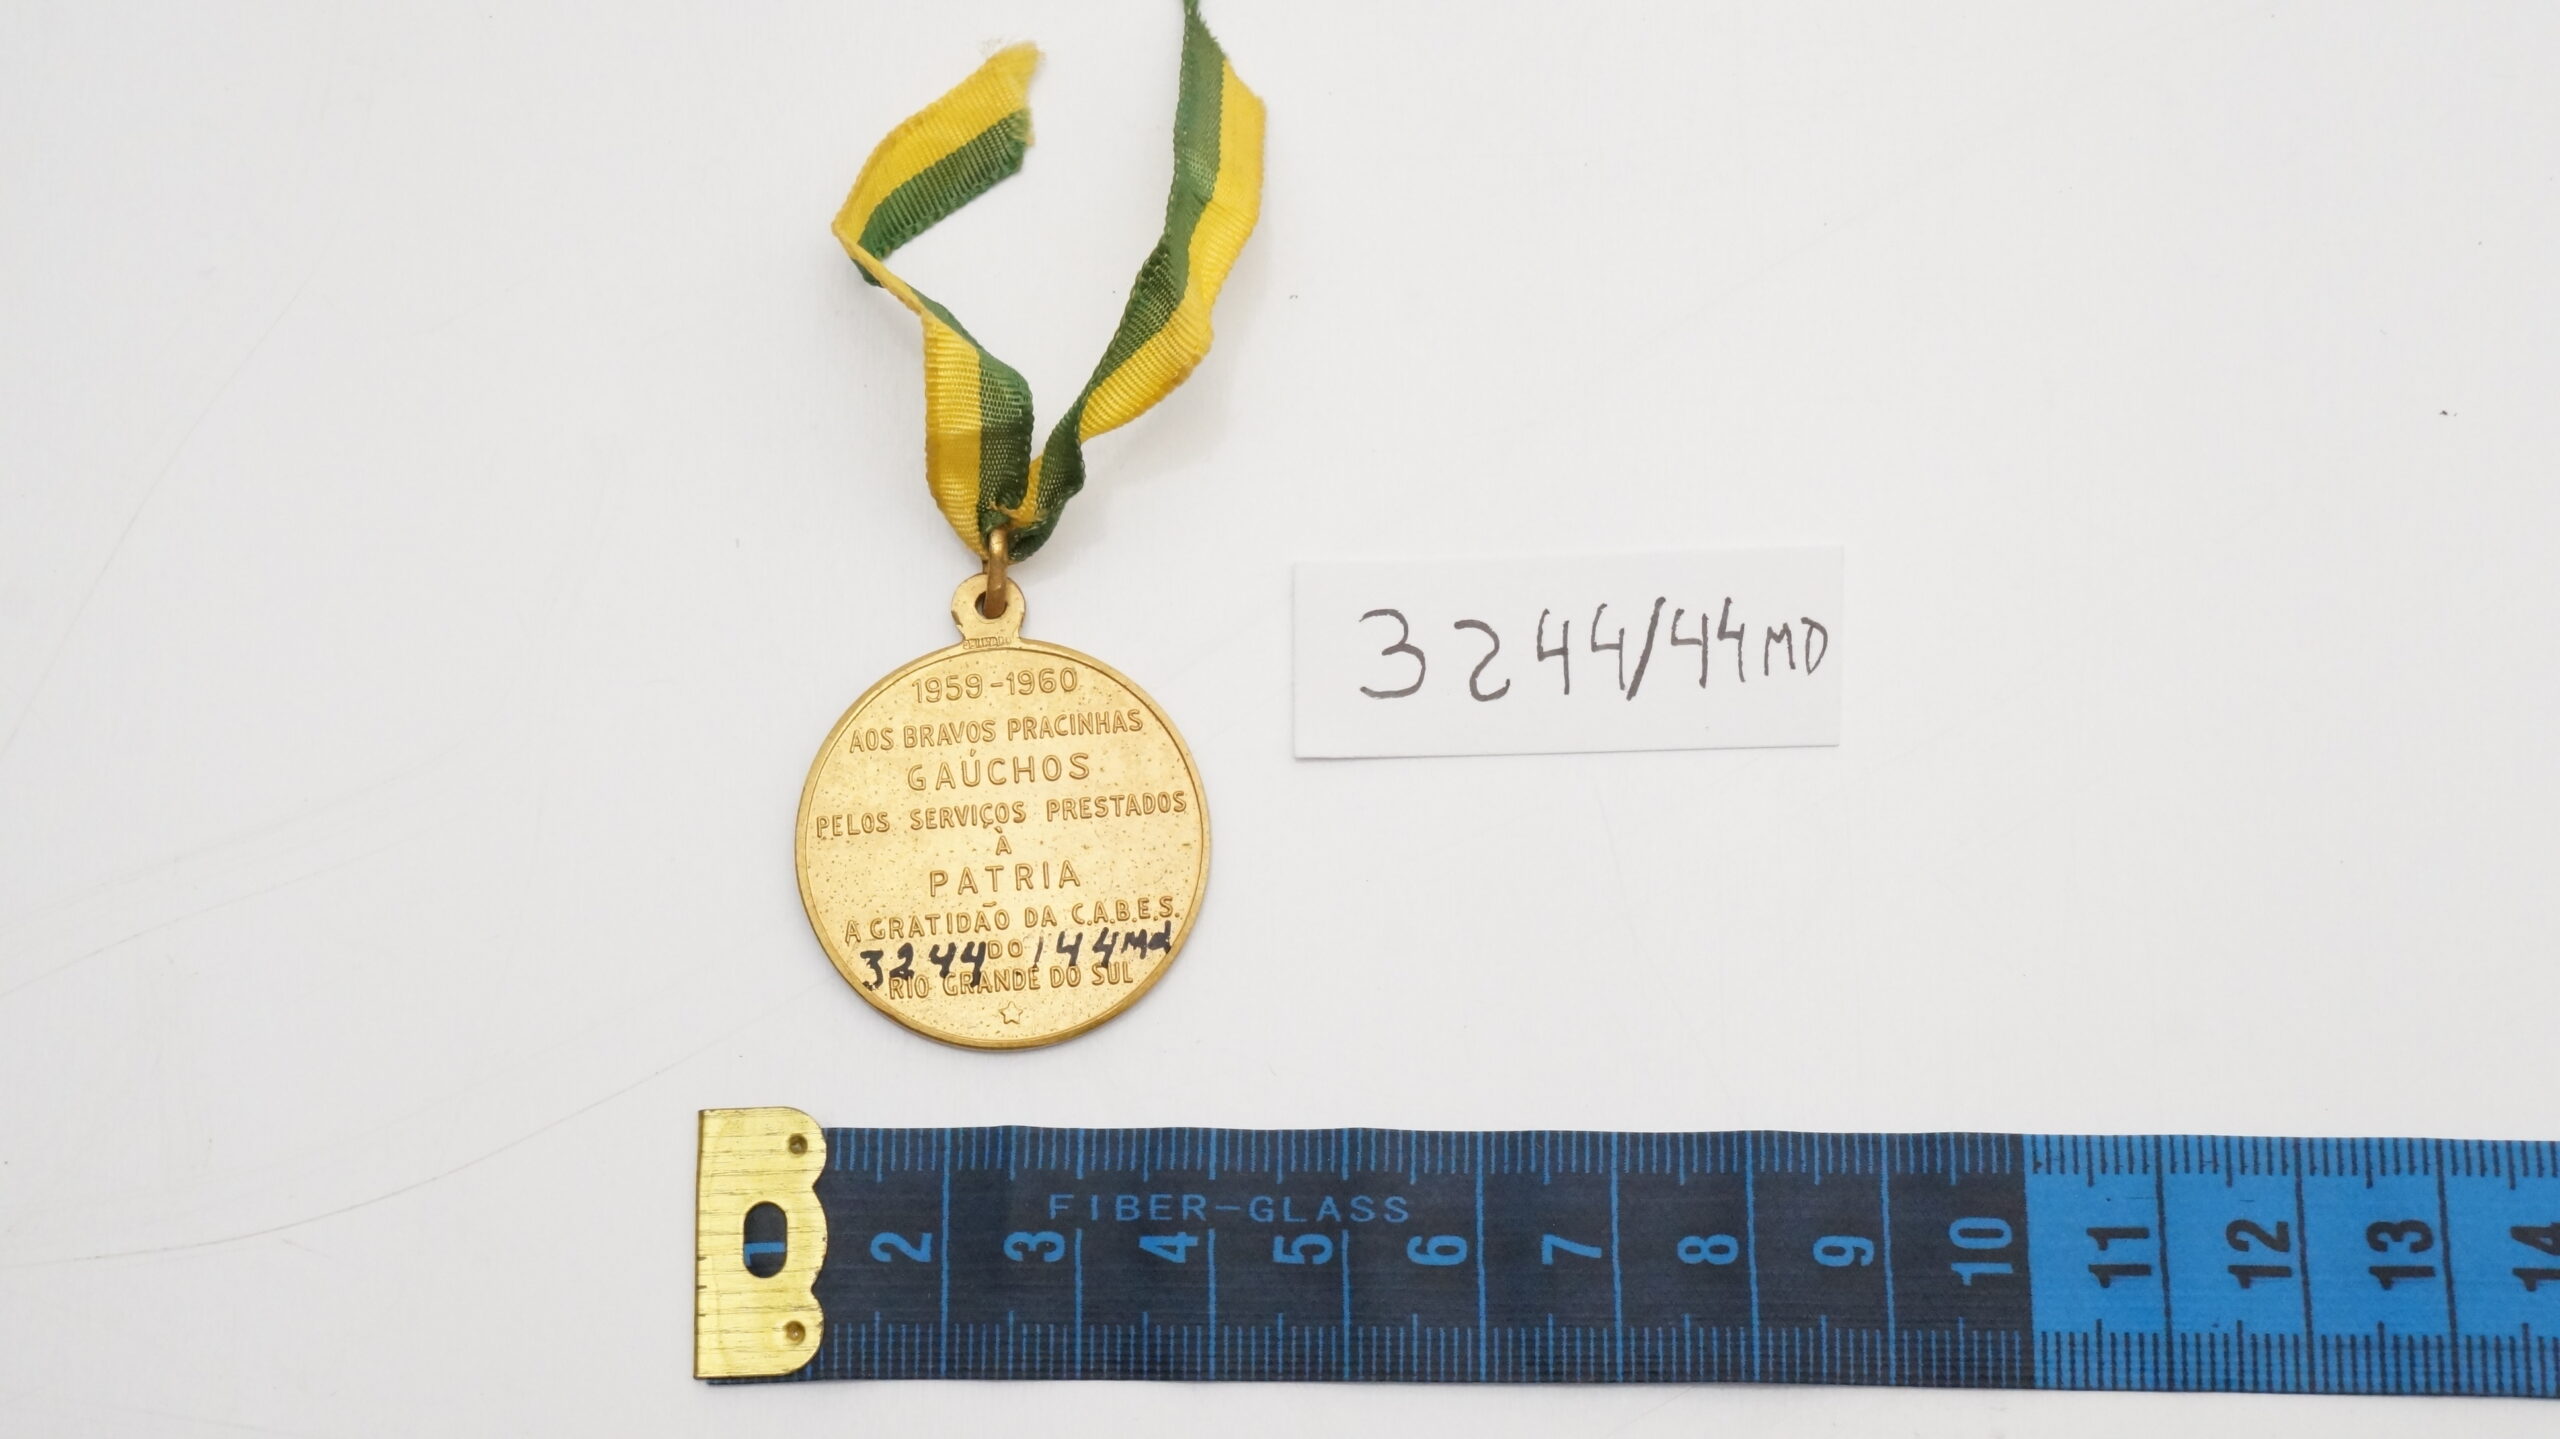 1959-1960
AOS BRAVOS PRACINHAS
GAÚCHOS
PELOS SERVIÇOS PRESTADOS
À
PATRIA
A GRATIDÃO DA C.A.B.E.S.
DO
3244/44Md
RIO GRANDE DO SUL
3244/44MD
FIBER-GLASS
1 2 3 4 5 6 7 8 9 10 11 12 13 14